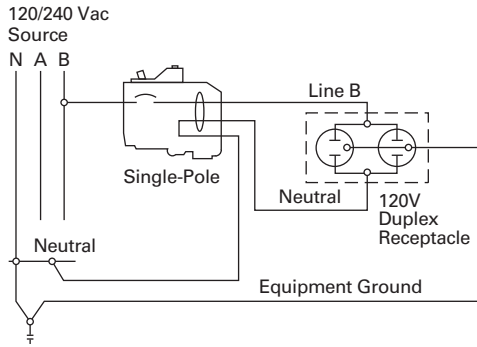 120/240 Vac
Source
N A B
Line B
Single-Pole
Neutral
120V
Duplex
Receptacle
Neutral
Equipment Ground